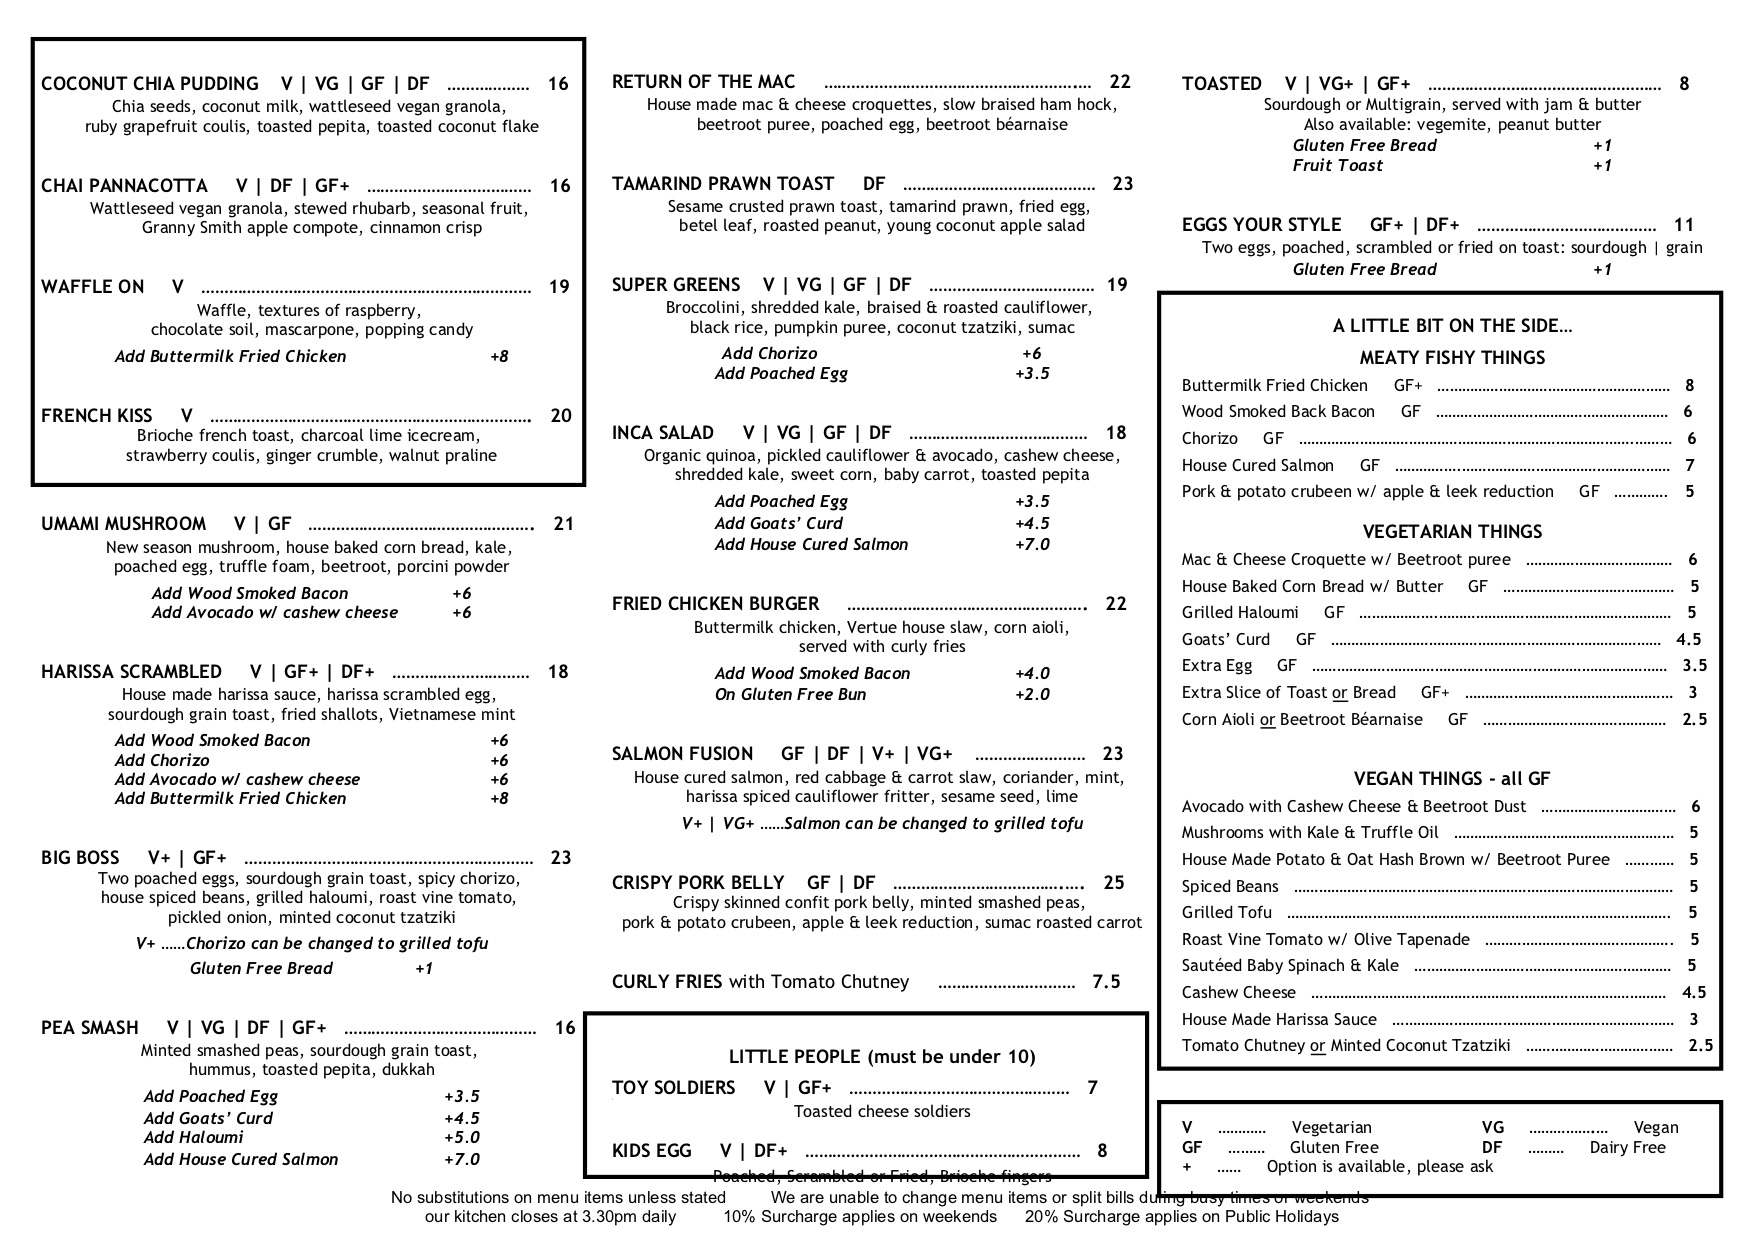 COCONUT CHIA PUDDING V | VG | GF | DF ……………… 16
Chia seeds, coconut milk, wattleseed vegan granola,
ruby grapefruit coulis, toasted pepita, toasted coconut flake
CHAI PANNACOTTA V | DF | GF+ ……………………………… 16
Wattleseed vegan granola, stewed rhubarb, seasonal fruit,
Granny Smith apple compote, cinnamon crisp
WAFFLE ON V ……………………………………………………………… 19
Waffle, textures of raspberry,
chocolate soil, mascarpone, popping candy
Add Buttermilk Fried Chicken +8
FRENCH KISS V ……………………………………………………………. 20
Brioche french toast, charcoal lime icecream,
strawberry coulis, ginger crumble, walnut praline
UMAMI MUSHROOM V | GF …………………………………………. 21
New season mushroom, house baked corn bread, kale,
poached egg, truffle foam, beetroot, porcini powder
Add Wood Smoked Bacon +6
Add Avocado w/ cashew cheese +6
HARISSA SCRAMBLED V | GF+ | DF+ ………………………… 18
House made harissa sauce, harissa scrambled egg,
sourdough grain toast, fried shallots, Vietnamese mint
Add Wood Smoked Bacon +6
Add Chorizo +6
Add Avocado w/ cashew cheese +6
Add Buttermilk Fried Chicken +8
BIG BOSS V+ | GF+ ……………………………………………………… 23
Two poached eggs, sourdough grain toast, spicy chorizo,
house spiced beans, grilled haloumi, roast vine tomato,
pickled onion, minted coconut tzatziki
V+ ……Chorizo can be changed to grilled tofu
Gluten Free Bread +1
PEA SMASH V | VG | DF | GF+ …………………………………… 16
Minted smashed peas, sourdough grain toast,
hummus, toasted pepita, dukkah
Add Poached Egg +3.5
Add Goats’ Curd +4.5
Add Haloumi +5.0
Add House Cured Salmon +7.0
RETURN OF THE MAC …………………………………………………. 22
House made mac & cheese croquettes, slow braised ham hock,
beetroot puree, poached egg, beetroot béarnaise
TAMARIND PRAWN TOAST DF …………………………………… 23
Sesame crusted prawn toast, tamarind prawn, fried egg,
betel leaf, roasted peanut, young coconut apple salad
SUPER GREENS V | VG | GF | DF ……………………………… 19
Broccolini, shredded kale, braised & roasted cauliflower,
black rice, pumpkin puree, coconut tzatziki, sumac
Add Chorizo +6
Add Poached Egg +3.5
INCA SALAD V | VG | GF | DF ………………………………… 18
Organic quinoa, pickled cauliflower & avocado, cashew cheese,
shredded kale, sweet corn, baby carrot, toasted pepita
Add Poached Egg +3.5
Add Goats’ Curd +4.5
Add House Cured Salmon +7.0
FRIED CHICKEN BURGER ……………………………………………. 22
Buttermilk chicken, Vertue house slaw, corn aioli,
served with curly fries
Add Wood Smoked Bacon +4.0
On Gluten Free Bun +2.0
SALMON FUSION GF | DF | V+ | VG+ …………………… 23
House cured salmon, red cabbage & carrot slaw, coriander, mint,
harissa spiced cauliflower fritter, sesame seed, lime
V+ | VG+ ……Salmon can be changed to grilled tofu
CRISPY PORK BELLY GF | DF …………………………………… 25
Crispy skinned confit pork belly, minted smashed peas,
pork & potato crubeen, apple & leek reduction, sumac roasted carrot
CURLY FRIES with Tomato Chutney ………………………… 7.5
LITTLE PEOPLE (must be under 10)
TOY SOLDIERS V | GF+ ………………………………………… 7
Toasted cheese soldiers
KIDS EGG V | DF+ …………………………………………………… 8
Poached, Scrambled or Fried, Brioche fingers
TOASTED V | VG+ | GF+ …………………………………………… 8
Sourdough or Multigrain, served with jam & butter
Also available: vegemite, peanut butter
Gluten Free Bread +1
Fruit Toast +1
EGGS YOUR STYLE GF+ | DF+ ………………………………… 11
Two eggs, poached, scrambled or fried on toast: sourdough | grain
Gluten Free Bread +1
A LITTLE BIT ON THE SIDE…
MEATY FISHY THINGS
Buttermilk Fried Chicken GF+ ………………………………………………… 8
Wood Smoked Back Bacon GF ………………………………………………… 6
Chorizo GF ……………………………………………………………………………… 6
House Cured Salmon GF ………………………………………………………… 7
Pork & potato crubeen w/ apple & leek reduction GF ………… 5
VEGETARIAN THINGS
Mac & Cheese Croquette w/ Beetroot puree ……………………………… 6
House Baked Corn Bread w/ Butter GF …………………………………… 5
Grilled Haloumi GF ………………………………………………………………… 5
Goats’ Curd GF ……………………………………………………………………… 4.5
Extra Egg GF ………………………………………………………………………… 3.5
Extra Slice of Toast or Bread GF+ …………………………………………… 3
Corn Aioli or Beetroot Béarnaise GF ……………………………………… 2.5
VEGAN THINGS - all GF
Avocado with Cashew Cheese & Beetroot Dust …………………………… 6
Mushrooms with Kale & Truffle Oil ……………………………………………… 5
House Made Potato & Oat Hash Brown w/ Beetroot Puree ………… 5
Spiced Beans ………………………………………………………………………………… 5
Grilled Tofu ………………………………………………………………………………… 5
Roast Vine Tomato w/ Olive Tapenade ………………………………………. 5
Sautéed Baby Spinach & Kale ……………………………………………………… 5
Cashew Cheese …………………………………………………………………………… 4.5
House Made Harissa Sauce …………………………………………………………… 3
Tomato Chutney or Minted Coconut Tzatziki ……………………………… 2.5
V ………… Vegetarian VG ……………….… Vegan
GF ……… Gluten Free DF ……… Dairy Free
+ …… Option is available, please ask
No substitutions on menu items unless stated We are unable to change menu items or split bills during busy times or weekends
our kitchen closes at 3.30pm daily 10% Surcharge applies on weekends 20% Surcharge applies on Public Holidays